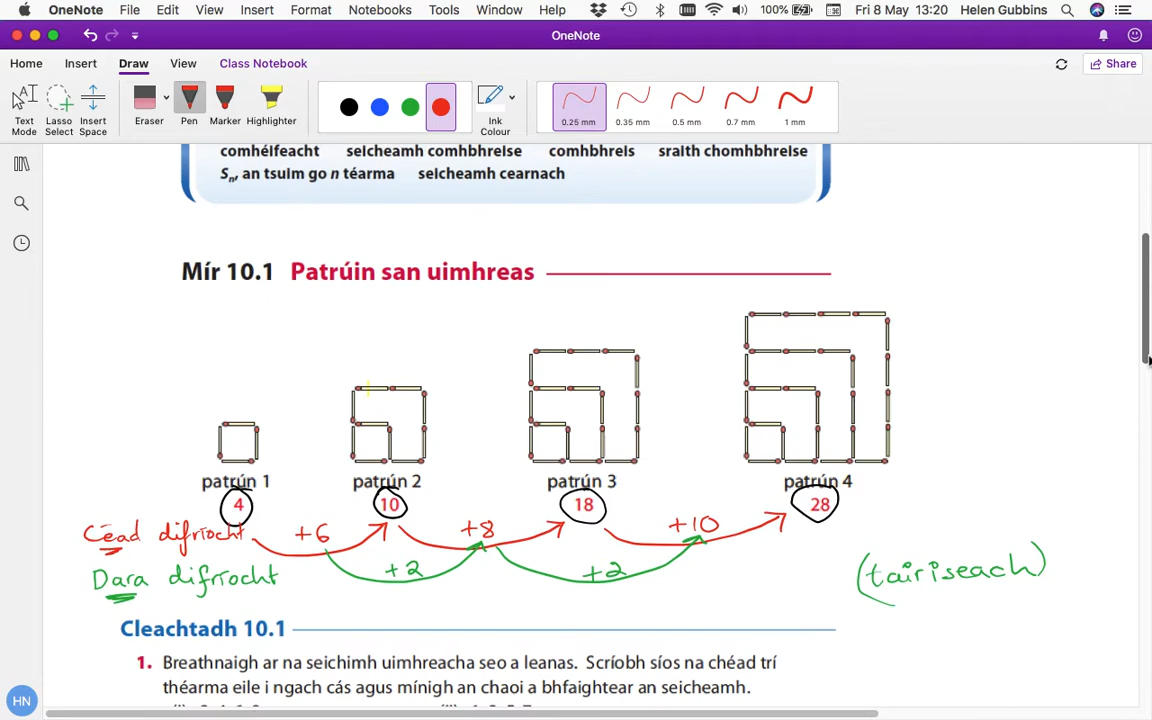 OneNote File Edit View Insert Format Notebooks Tools Window Help 100% Fri 8 May 13:20 Helen Gubbins
OneNote
Home Insert Draw View Class Notebook Share
Text Mode Lasso Select Insert Space Eraser Pen Marker Highlighter Ink Colour 0.25 mm 0.35 mm 0.5 mm 0.7 mm 1 mm
comhéifeacht seicheamh comhbhreise comhbhreis sraith chomhbhreise
Sn, an tsuim go n téarma seicheamh cearnach
Mír 10.1 Patrúin san uimhreas
patrún 1 patrún 2 patrún 3 patrún 4
4 10 18 28
Céad difríocht +6 +8 +10
Dara difríocht +2 +2 (tairiseach)
Cleachtadh 10.1
1. Breathnaigh ar na seichimh uimhreacha seo a leanas. Scríobh síos na chéad trí
théarma eile i ngach cás agus mínigh an chaoi a bhfaightear an seicheamh.
HN